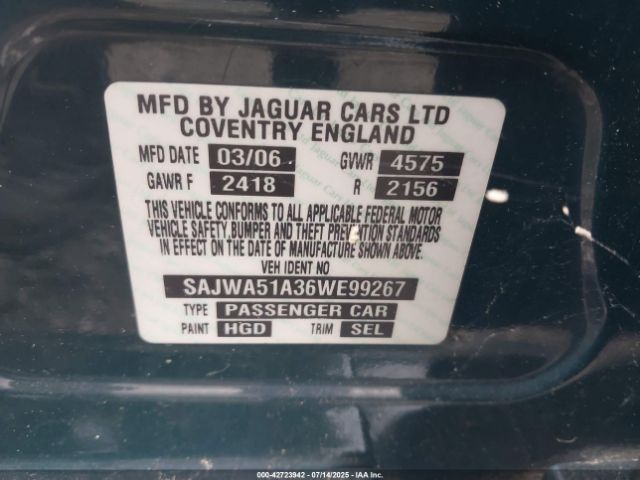 MFD BY JAGUAR CARS LTD
COVENTRY ENGLAND
MFD DATE 03/06 GVWR 4575
GAWR F 2418 R 2156
THIS VEHICLE CONFORMS TO ALL APPLICABLE FEDERAL MOTOR
VEHICLE SAFETY,BUMPER AND THEFT PREVENTION STANDARDS
IN EFFECT ON THE DATE OF MANUFACTURE SHOWN ABOVE.
VEH IDENT NO
SAJWA51A36WE99267
TYPE PASSENGER CAR
PAINT HGD TRIM SEL
000-42723942 - 07/14/2025 - IAA Inc.